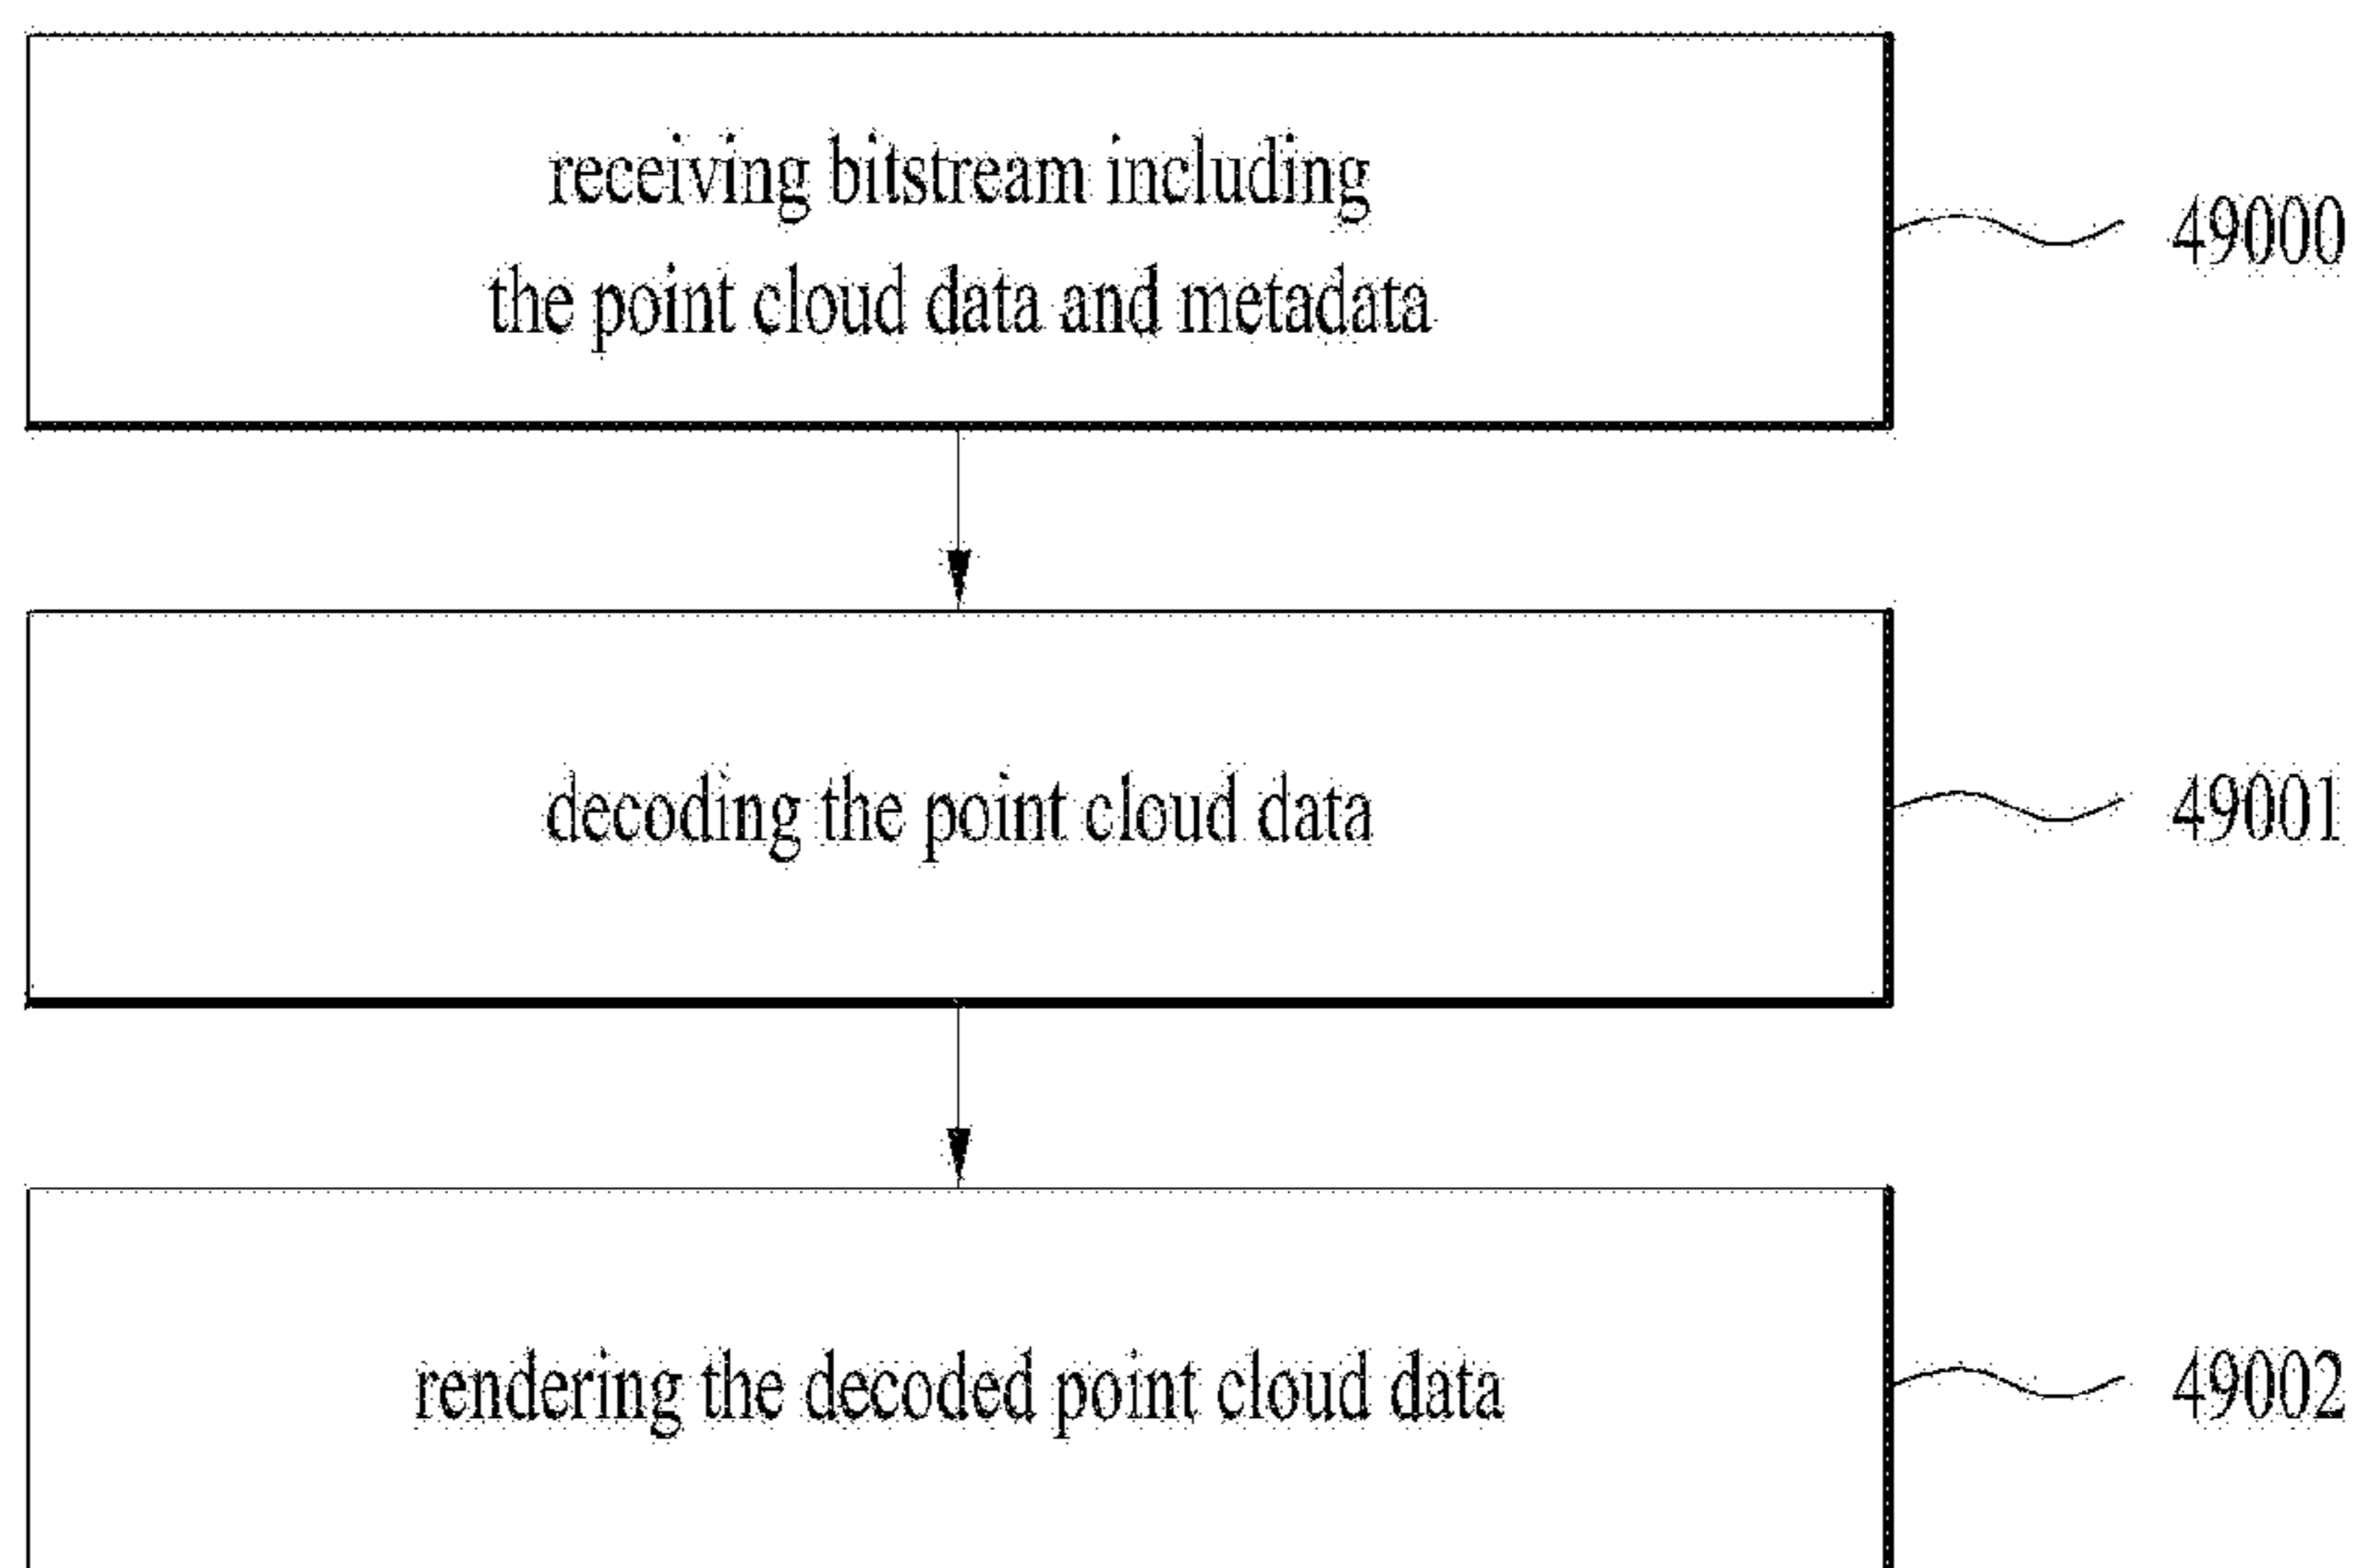 receiving bitstream including
the point cloud data and metadata
49000
decoding the point cloud data
49001
rendering the decoded point cloud data
49002